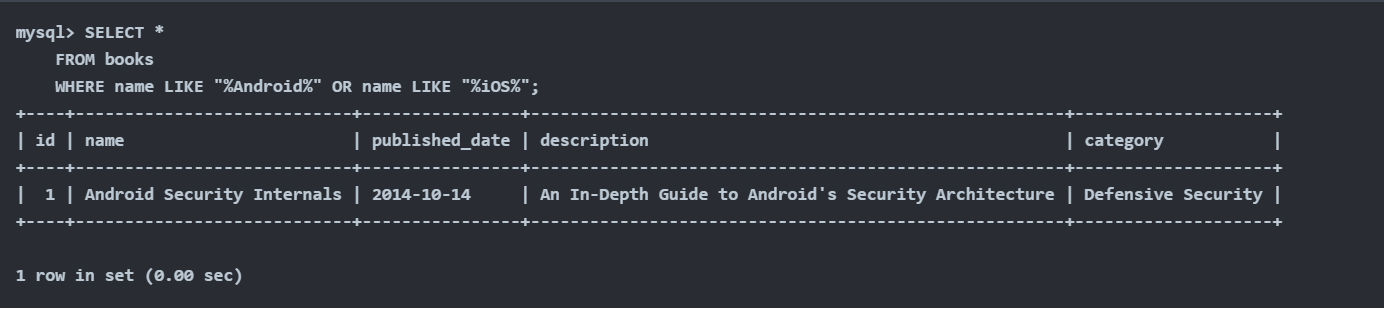 mysql> SELECT *
    FROM books
    WHERE name LIKE "%Android%" OR name LIKE "%iOS%";
+----+----------------------------+----------------+------------------------------------------------------+--------------------+
| id | name                       | published_date | description                                          | category           |
+----+----------------------------+----------------+------------------------------------------------------+--------------------+
|  1 | Android Security Internals | 2014-10-14     | An In-Depth Guide to Android's Security Architecture | Defensive Security |
+----+----------------------------+----------------+------------------------------------------------------+--------------------+
1 row in set (0.00 sec)